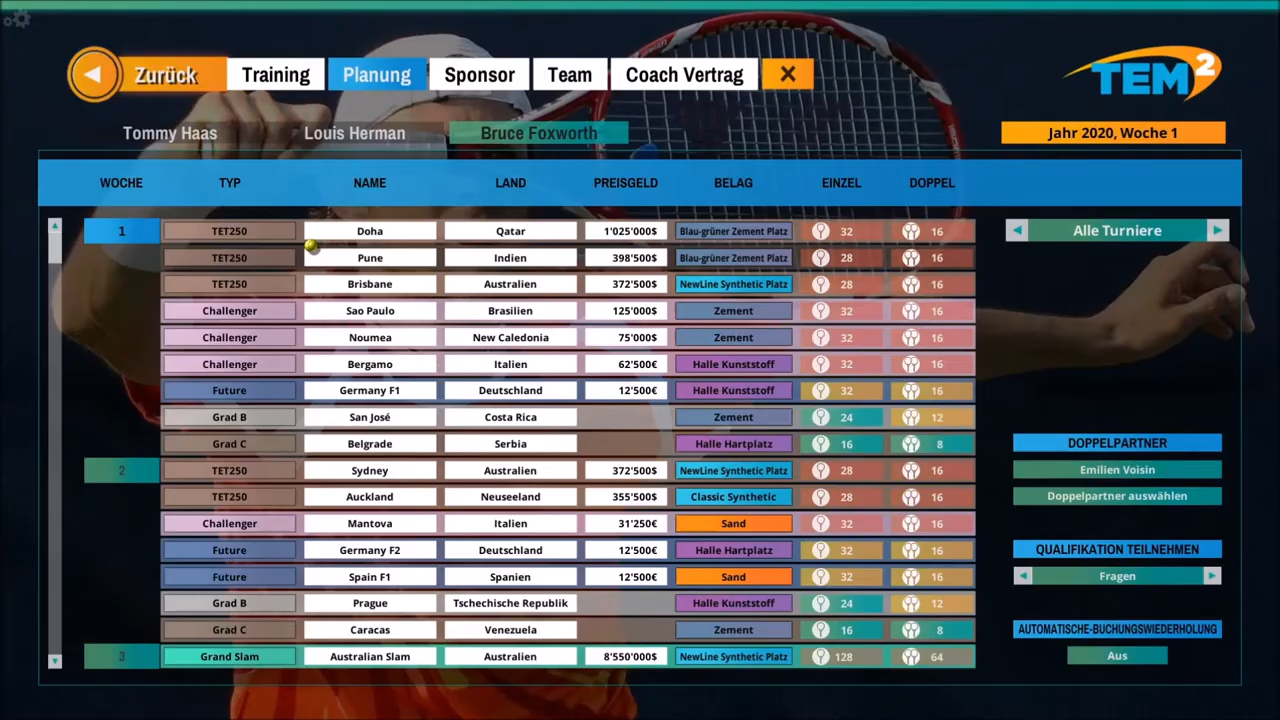 Zurück Training Planung Sponsor Team Coach Vertrag X TEM2
Tommy Haas Louis Herman Bruce Foxworth Jahr 2020, Woche 1
WOCHE TYP NAME LAND PREISGELD BELAG EINZEL DOPPEL
1 TET250 Doha Qatar 1'025'000$ Blau-grüner Zement Platz 32 16 Alle Turniere
TET250 Pune Indien 398'500$ Blau-grüner Zement Platz 28 16
TET250 Brisbane Australien 372'500$ NewLine Synthetic Platz 28 16
Challenger Sao Paulo Brasilien 125'000$ Zement 32 16
Challenger Noumea New Caledonia 75'000$ Zement 32 16
Challenger Bergamo Italien 62'500$ Halle Kunststoff 32 16
Future Germany F1 Deutschland 12'500$ Halle Kunststoff 32 16
Grad B San José Costa Rica Zement 24 12
Grad C Belgrade Serbia Halle Hartplatz 16 8 DOPPELPARTNER
2 TET250 Sydney Australien 372'500$ NewLine Synthetic Platz 28 16 Emilien Voisin
TET250 Auckland Neuseeland 355'500$ Classic Synthetic 28 16 Doppelpartner auswählen
Challenger Mantova Italien 31'250€ Sand 32 16
Future Germany F2 Deutschland 12'500€ Halle Hartplatz 32 16 QUALIFIKATION TEILNEHMEN
Future Spain F1 Spanien 12'500€ Sand 32 16 Fragen
Grad B Prague Tschechische Republik Halle Kunststoff 24 12
Grad C Caracas Venezuela Zement 16 8 AUTOMATISCHE-BUCHUNGSWIEDERHOLUNG
3 Grand Slam Australian Slam Australien 8'550'000$ NewLine Synthetic Platz 128 64 Aus